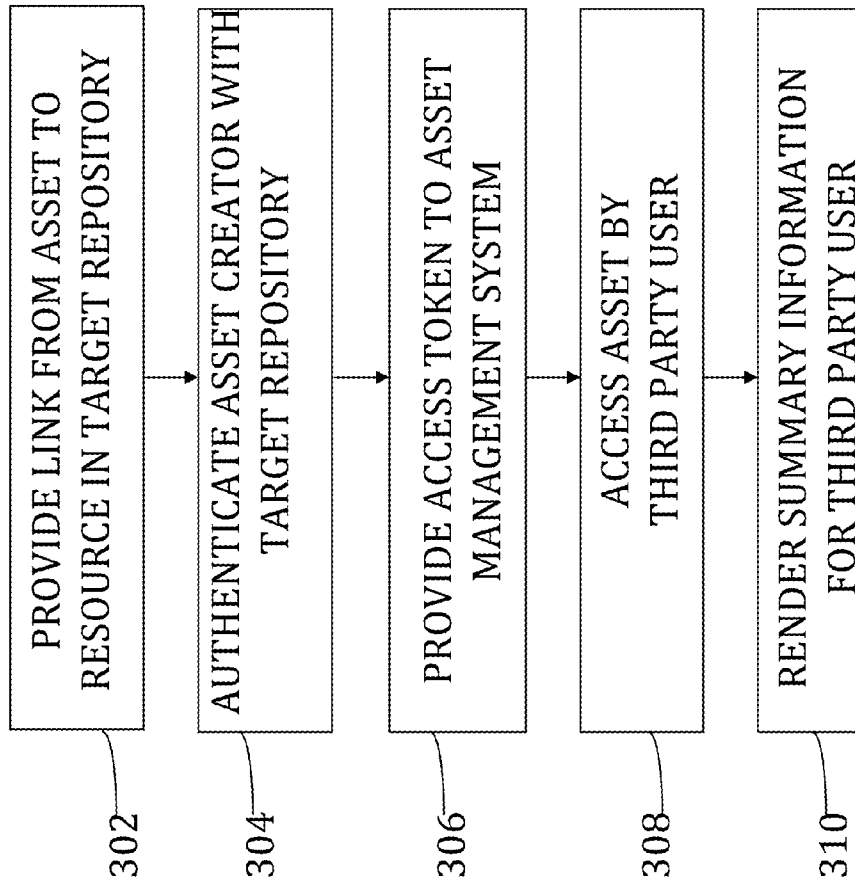 PROVIDE LINK FROM ASSET TO
RESOURCE IN TARGET REPOSITORY
302
AUTHENTICATE ASSET CREATOR WITH
TARGET REPOSITORY
304
PROVIDE ACCESS TOKEN TO ASSET
MANAGEMENT SYSTEM
306
ACCESS ASSET BY
THIRD PARTY USER
308
RENDER SUMMARY INFORMATION
FOR THIRD PARTY USER
310